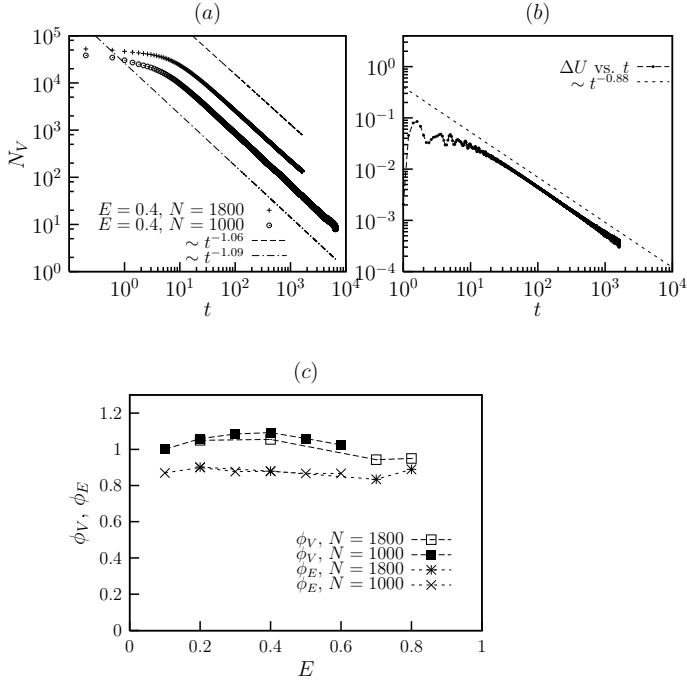 (a)
(b)
10^5
10^4
10^3
10^2
10^1
10^0
N_V
E = 0.4, N = 1800
E = 0.4, N = 1000
~ t^{-1.06}
~ t^{-1.09}
10^0 10^1 10^2 10^3 10^4
t
10^0
10^{-1}
10^{-2}
10^{-3}
10^{-4}
ΔU vs. t
~ t^{-0.88}
10^0 10^1 10^2 10^3 10^4
t
(c)
1.2
1
0.8
0.6
0.4
0.2
0
ϕ_V, ϕ_E
ϕ_V, N = 1800
ϕ_V, N = 1000
ϕ_E, N = 1800
ϕ_E, N = 1000
0 0.2 0.4 0.6 0.8 1
E